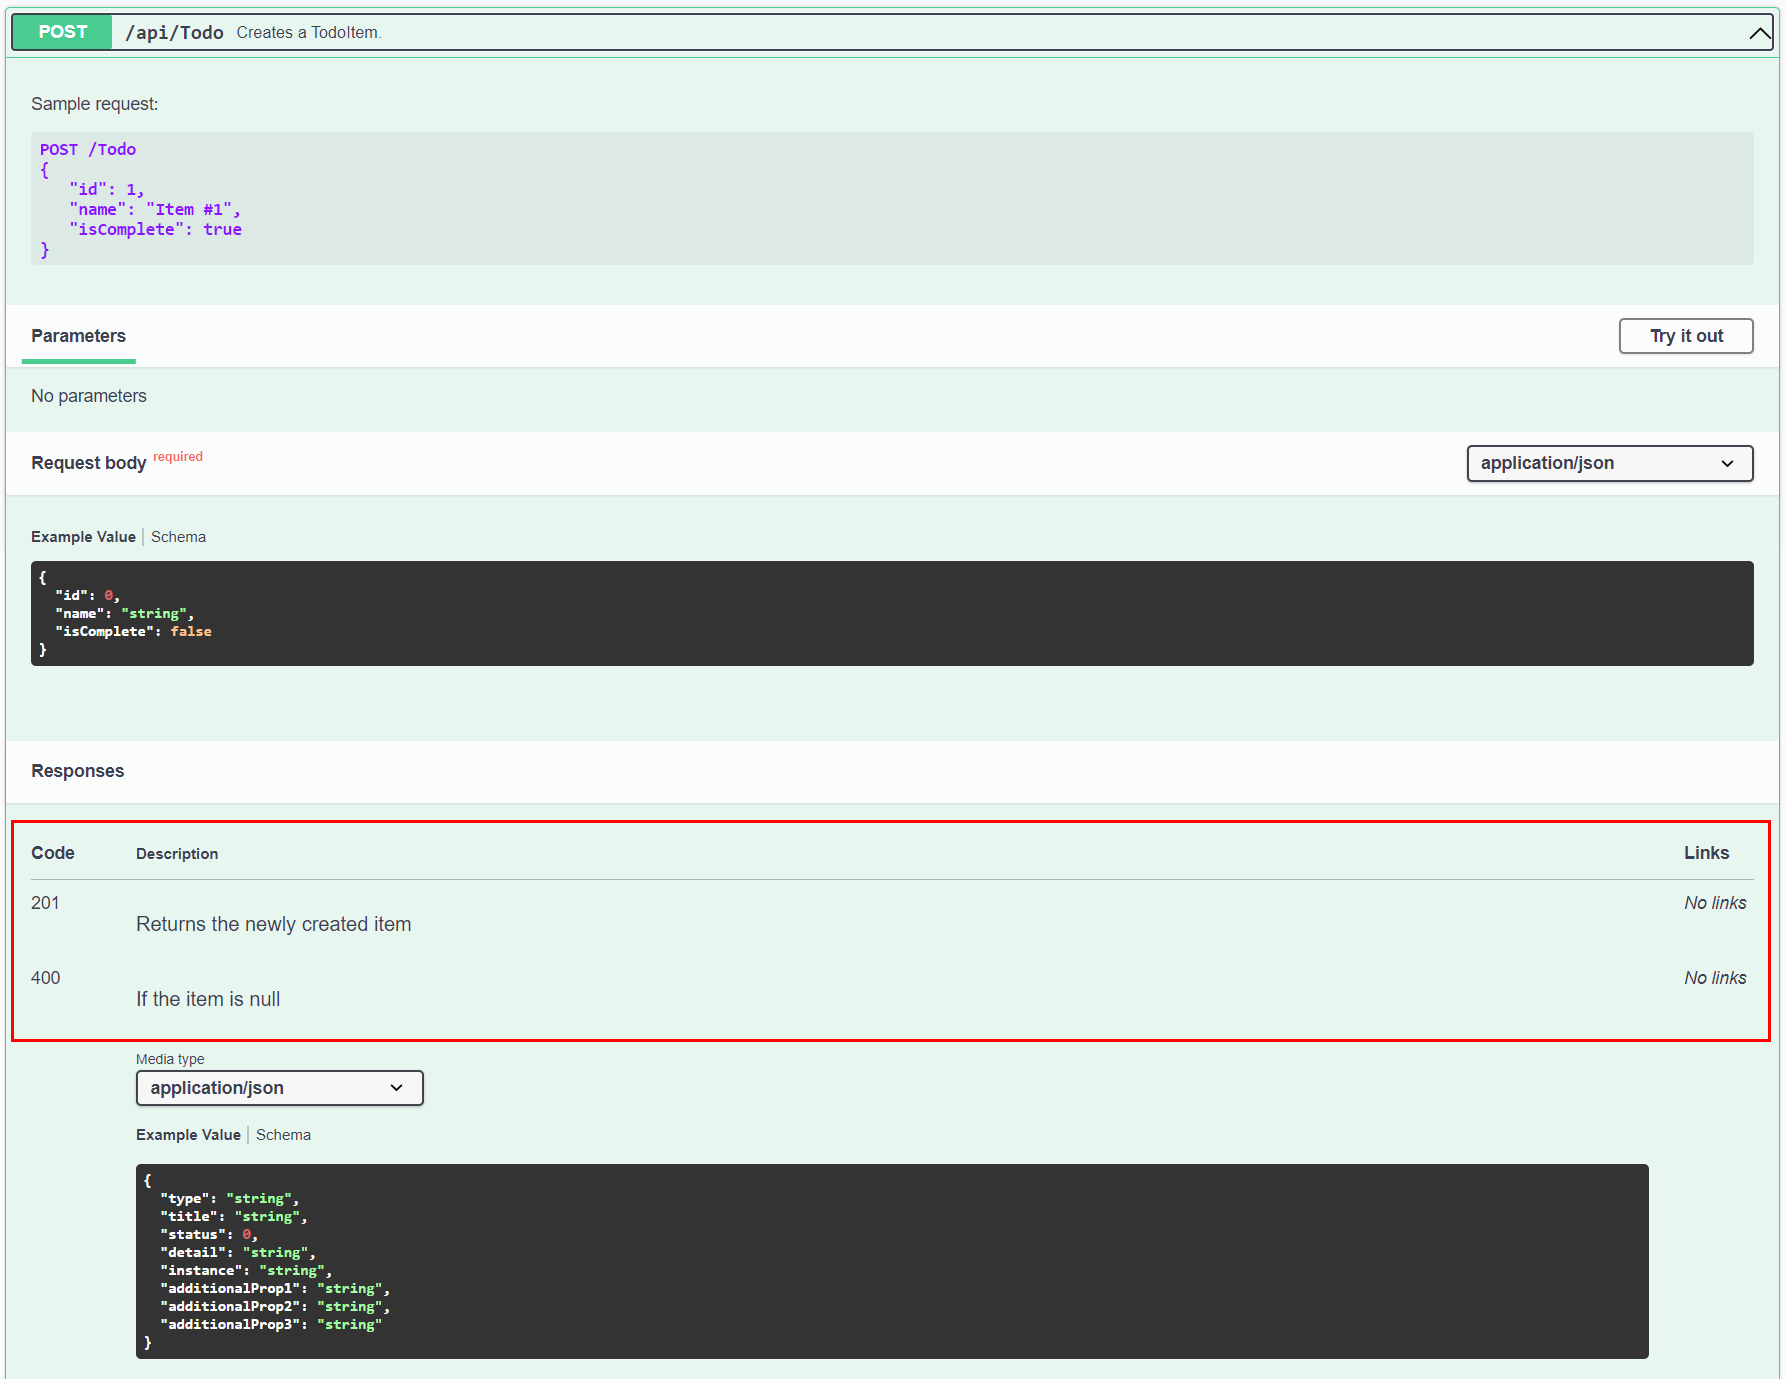 POST /api/Todo Creates a TodoItem.
Sample request:
POST /Todo
{
"id": 1,
"name": "Item #1",
"isComplete": true
}
Parameters Try it out
No parameters
Request body required application/json
Example Value | Schema
{
"id": 0,
"name": "string",
"isComplete": false
}
Responses
Code Description Links
201 No links
Returns the newly created item
400 No links
If the item is null
Media type
application/json
Example Value | Schema
{
"type": "string",
"title": "string",
"status": 0,
"detail": "string",
"instance": "string",
"additionalProp1": "string",
"additionalProp2": "string",
"additionalProp3": "string"
}